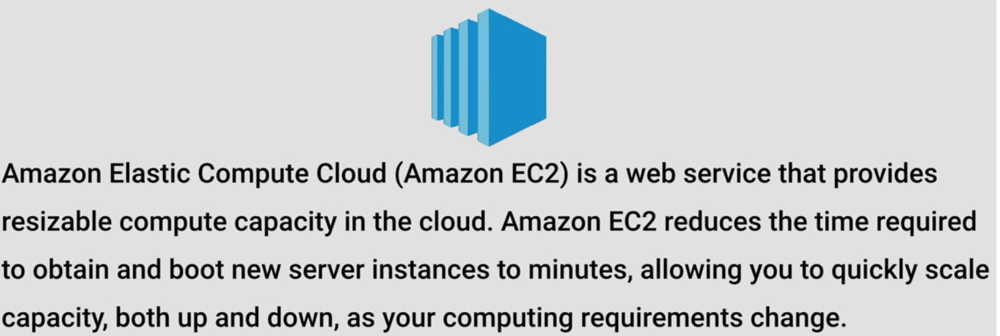 Amazon Elastic Compute Cloud (Amazon EC2) is a web service that provides
resizable compute capacity in the cloud. Amazon EC2 reduces the time required
to obtain and boot new server instances to minutes, allowing you to quickly scale
capacity, both up and down, as your computing requirements change.